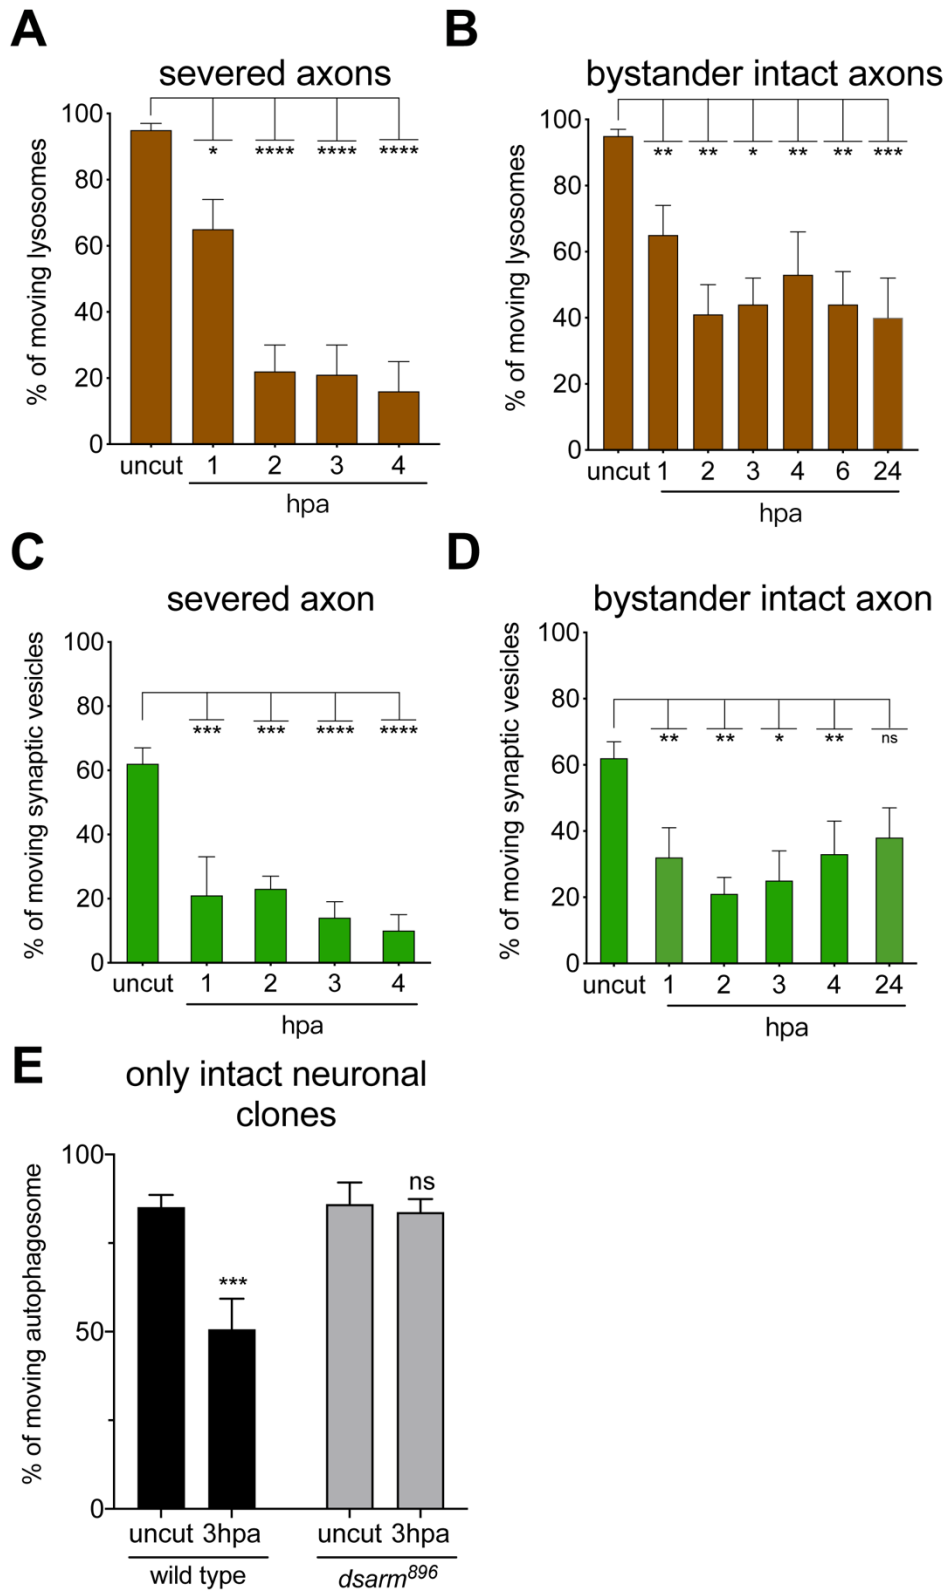 A
severed axons
% of moving lysosomes
100
80
60
40
20
0
* **** **** ****
uncut 1 2 3 4
hpa
B
bystander intact axons
% of moving lysosomes
100
80
60
40
20
0
** ** * ** ** ***
uncut 1 2 3 4 6 24
hpa
C
severed axon
% of moving synaptic vesicles
100
80
60
40
20
0
*** *** **** ****
uncut 1 2 3 4
hpa
D
bystander intact axon
% of moving synaptic vesicles
100
80
60
40
20
0
** ** * ** ns
uncut 1 2 3 4 24
hpa
E
only intact neuronal
clones
% of moving autophagosome
100
50
0
*** ns
uncut 3hpa uncut 3hpa
wild type dsarm⁸⁹⁶